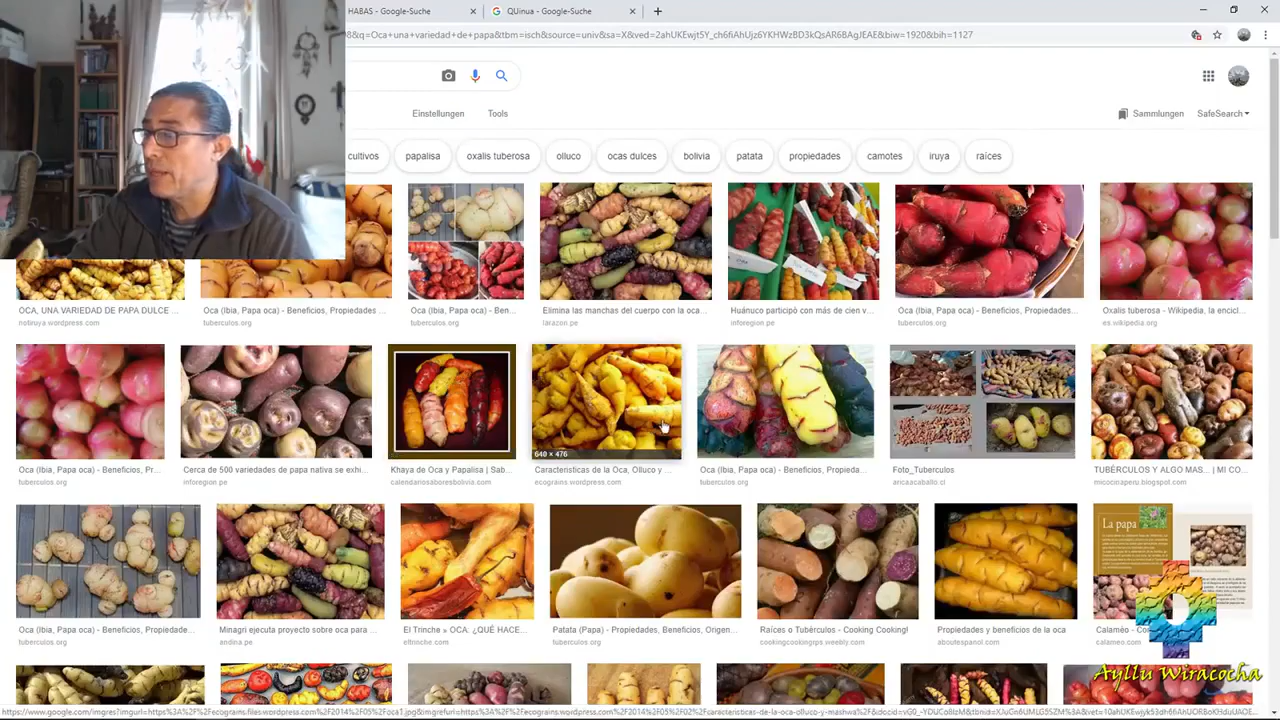 HABAS - Google-Suche
QUinua - Google-Suche
Einstellungen
Tools
Sammlungen
SafeSearch
cultivos
papalisa
oxalis tuberosa
olluco
ocas dulces
bolivia
patata
propiedades
camotes
iruya
raíces
OCA, UNA VARIEDAD DE PAPA DULCE ...
notiruya.wordpress.com
Oca (Ibia, Papa oca) - Beneficios, Propiedades ...
tuberculos.org
Oca (Ibia, Papa oca) - Ben...
tuberculos.org
Elimina las manchas del cuerpo con la oca...
larazon.pe
Huánuco participó con más de cien v...
inforegion.pe
Oca (Ibia, Papa oca) - Beneficios, Propiedades...
tuberculos.org
Oxalis tuberosa - Wikipedia, la encicl...
es.wikipedia.org
640 × 476
Oca (Ibia, Papa oca) - Beneficios, Pr...
tuberculos.org
Cerca de 500 variedades de papa nativa se exhi...
inforegion.pe
Khaya de Oca y Papalisa | Sab...
calendariosaboresbolivia.com
Caracteristicas de la Oca, Olluco y ...
ecograins.wordpress.com
Oca (Ibia, Papa oca) - Beneficios, Propieda...
tuberculos.org
Foto_Tuberculos
aricaacaballo.cl
TUBÉRCULOS Y ALGO MAS... | MI CO...
micocinaperu.blogspot.com
La papa
Oca (Ibia, Papa oca) - Beneficios, Propiedade...
tuberculos.org
Minagri ejecuta proyecto sobre oca para ...
andina.pe
El Trinche » OCA: ¿QUÉ HACE...
eltrinche.com
Patata (Papa) - Propiedades, Beneficios, Origen...
tuberculos.org
Raíces o Tubérculos - Cooking Cooking!
cookingcookingrps.weebly.com
Propiedades y beneficios de la oca
aboutespanol.com
Calaméo - Co
calameo.com
Ayllu Wiracocha